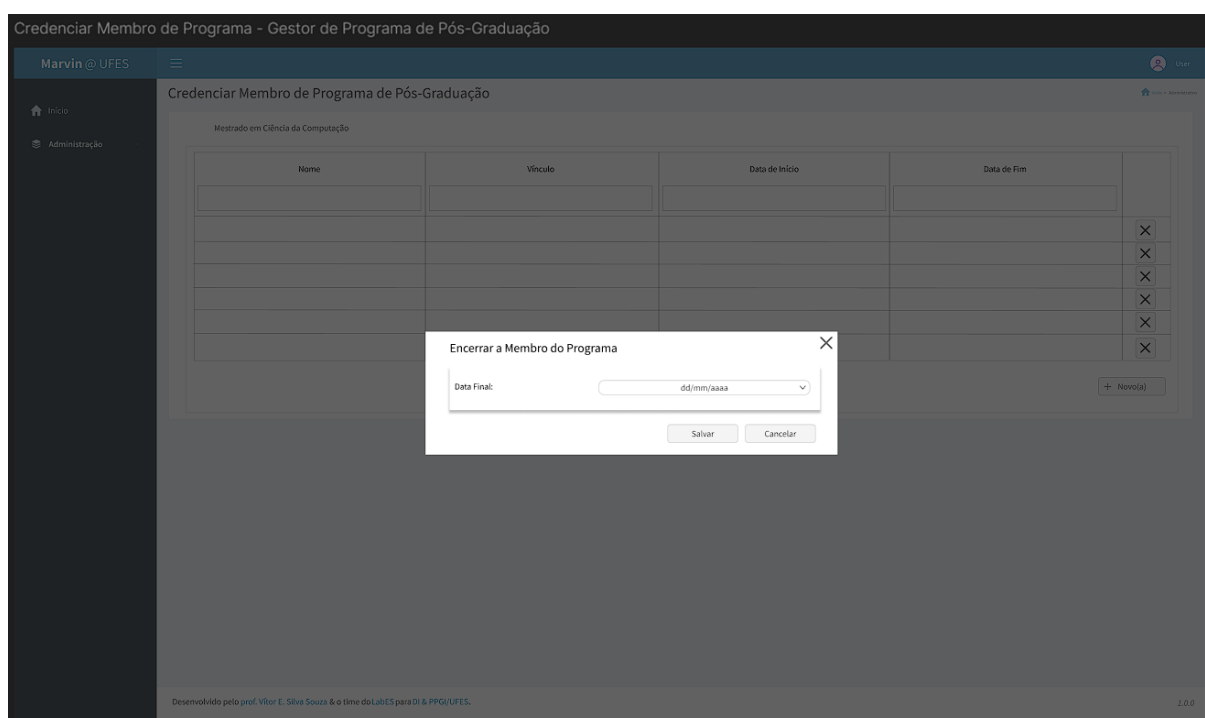 Credenciar Membro de Programa - Gestor de Programa de Pós-Graduação
Marvin @ UFES
User
Credenciar Membro de Programa de Pós-Graduação
Início
Administração
Mestrado em Ciência da Computação
Nome Vínculo Data de Início Data de Fim
Encerrar a Membro do Programa
Data Final: dd/mm/aaaa
Salvar Cancelar
+ Novo(a)
Desenvolvido pelo prof. Vítor E. Silva Souza & o time do LabES para DI & PPGI/UFES.
1.0.0